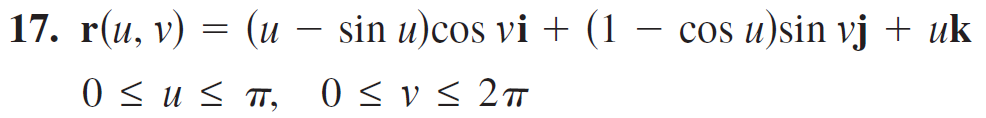 17. r(u, v) = (u − sin u)cos vi + (1 − cos u)sin vj + uk
0 ≤ u ≤ π, 0 ≤ v ≤ 2π